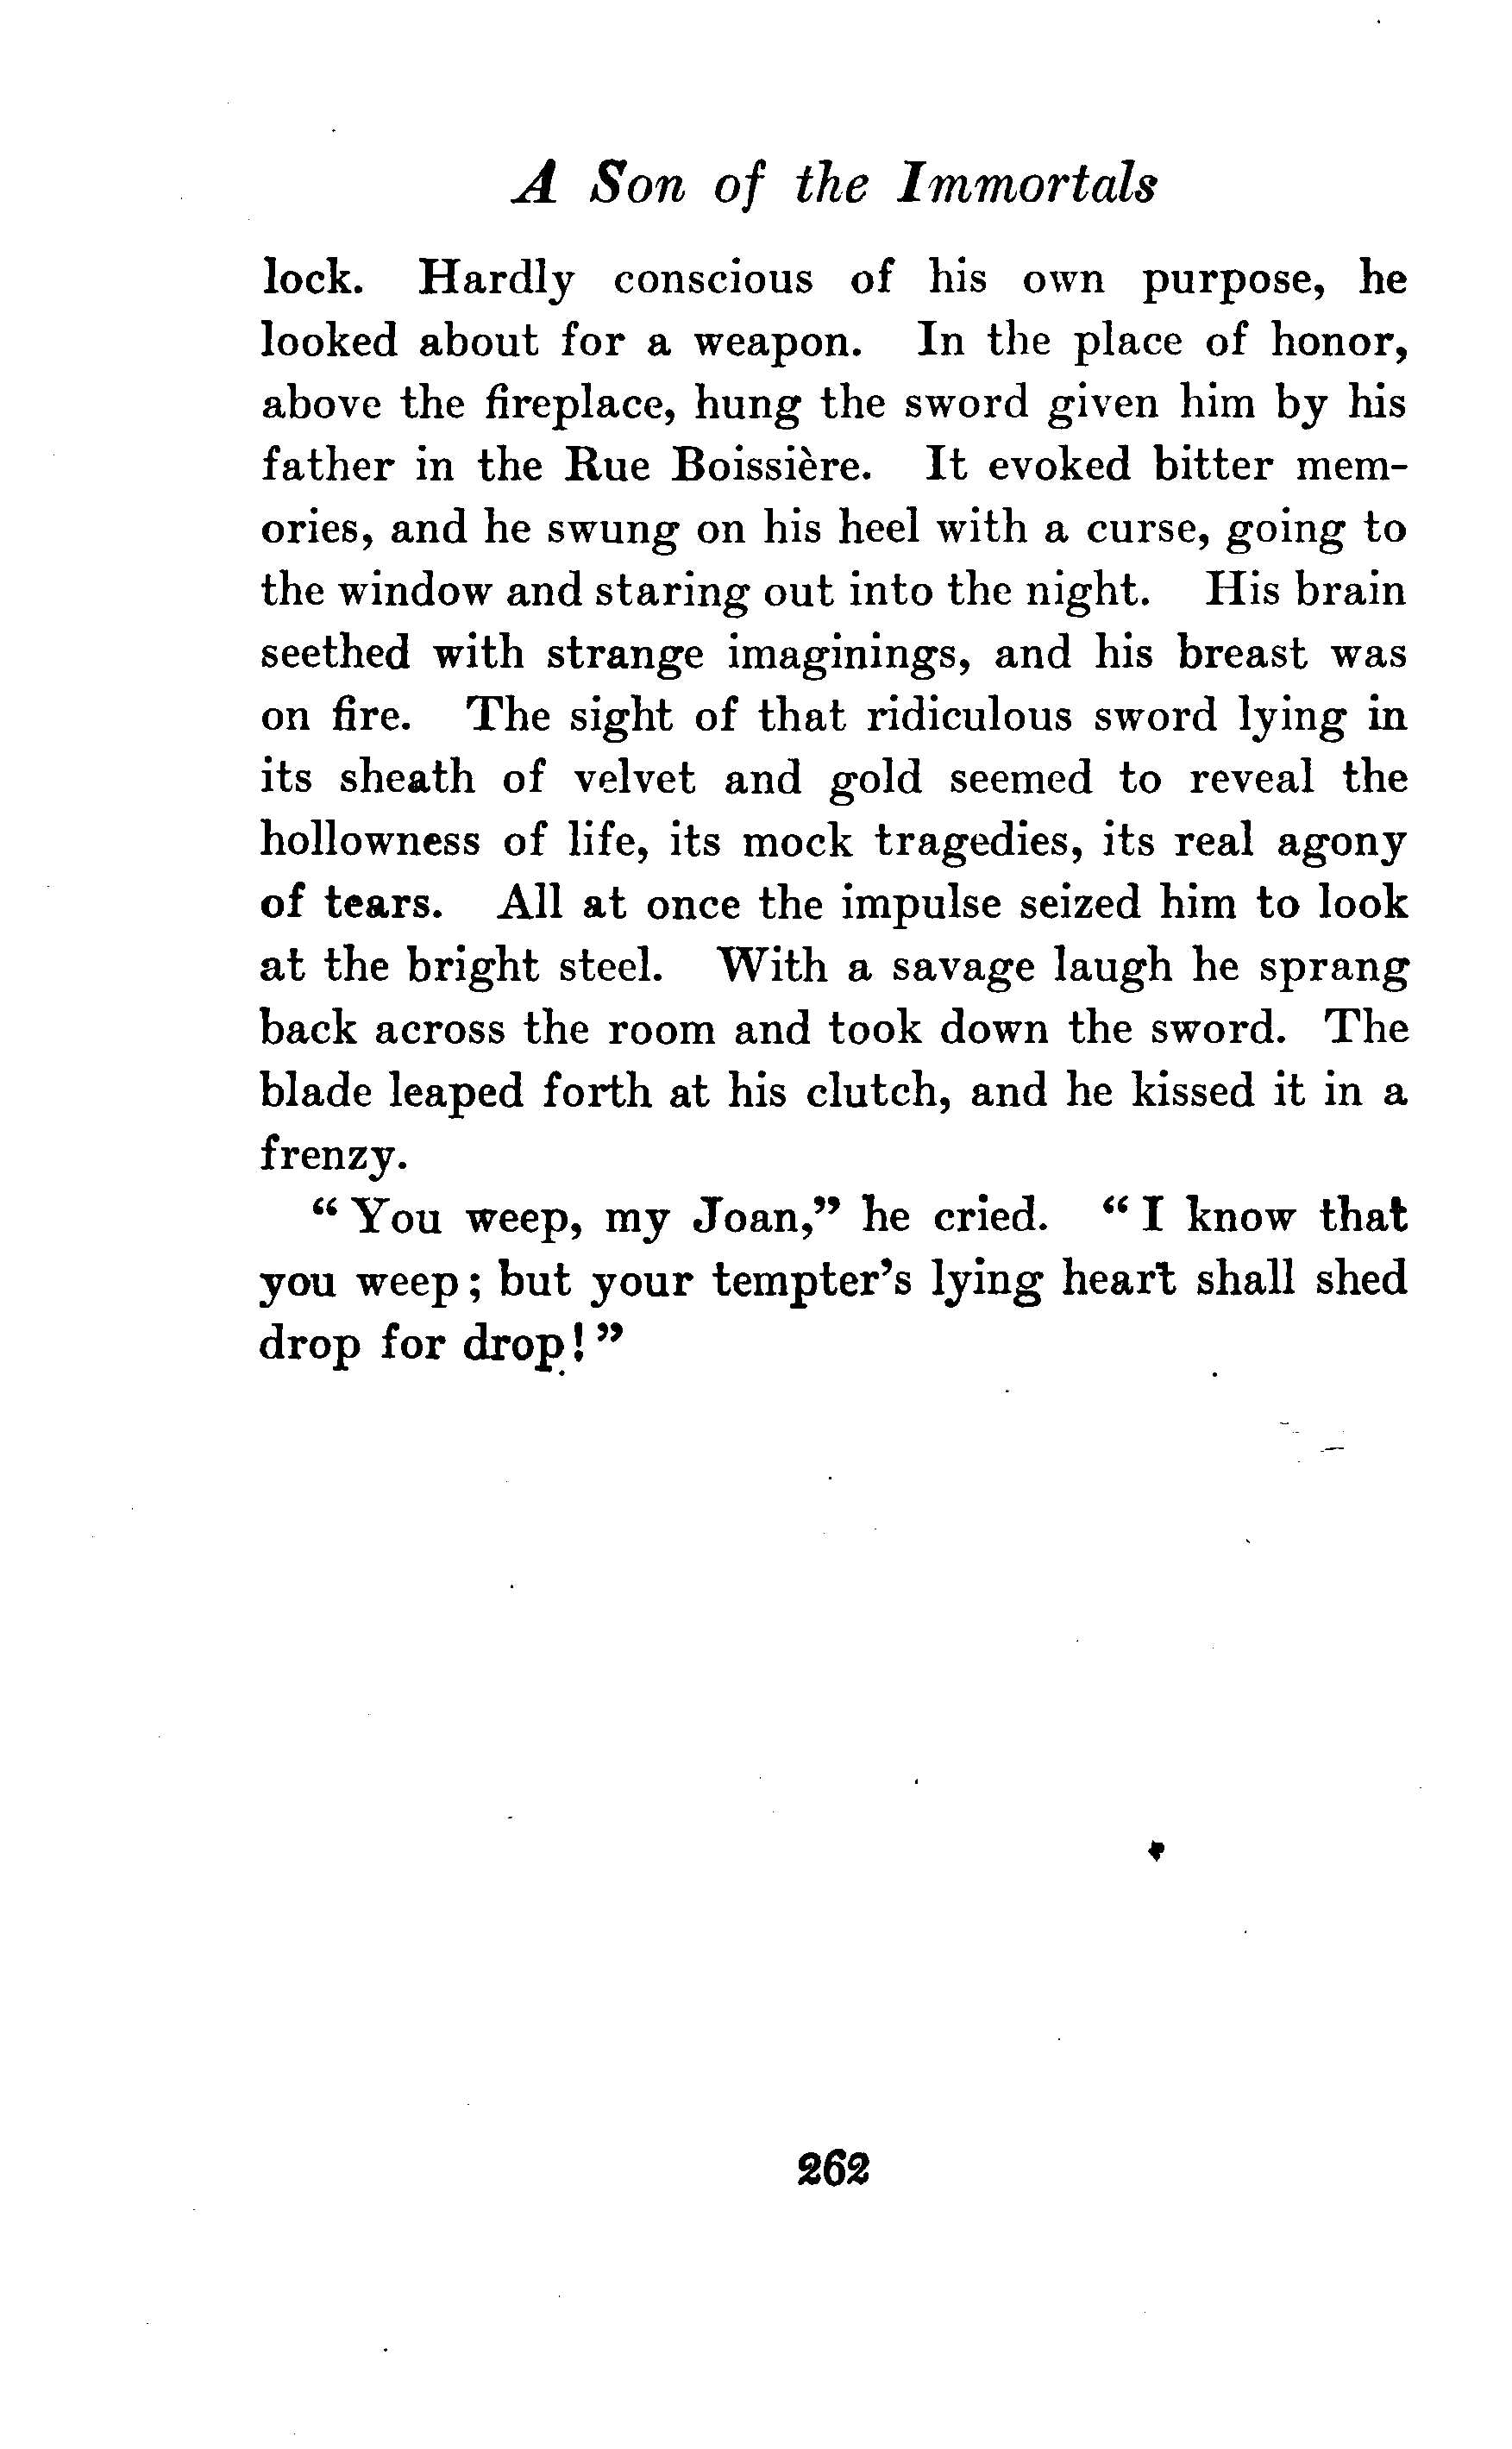 A Son of the Immortals
lock. Hardly conscious of his own purpose, he
looked about for a weapon. In the place of honor,
above the fireplace, hung the sword given him by his
father in the Rue Boissière. It evoked bitter mem-
ories, and he swung on his heel with a curse, going to
the window and staring out into the night. His brain
seethed with strange imaginings, and his breast was
on fire. The sight of that ridiculous sword lying in
its sheath of velvet and gold seemed to reveal the
hollowness of life, its mock tragedies, its real agony
of tears. All at once the impulse seized him to look
at the bright steel. With a savage laugh he sprang
back across the room and took down the sword. The
blade leaped forth at his clutch, and he kissed it in a
frenzy.
“ You weep, my Joan,” he cried. “ I know that
you weep ; but your tempter’s lying heart shall shed
drop for drop ! ”
262